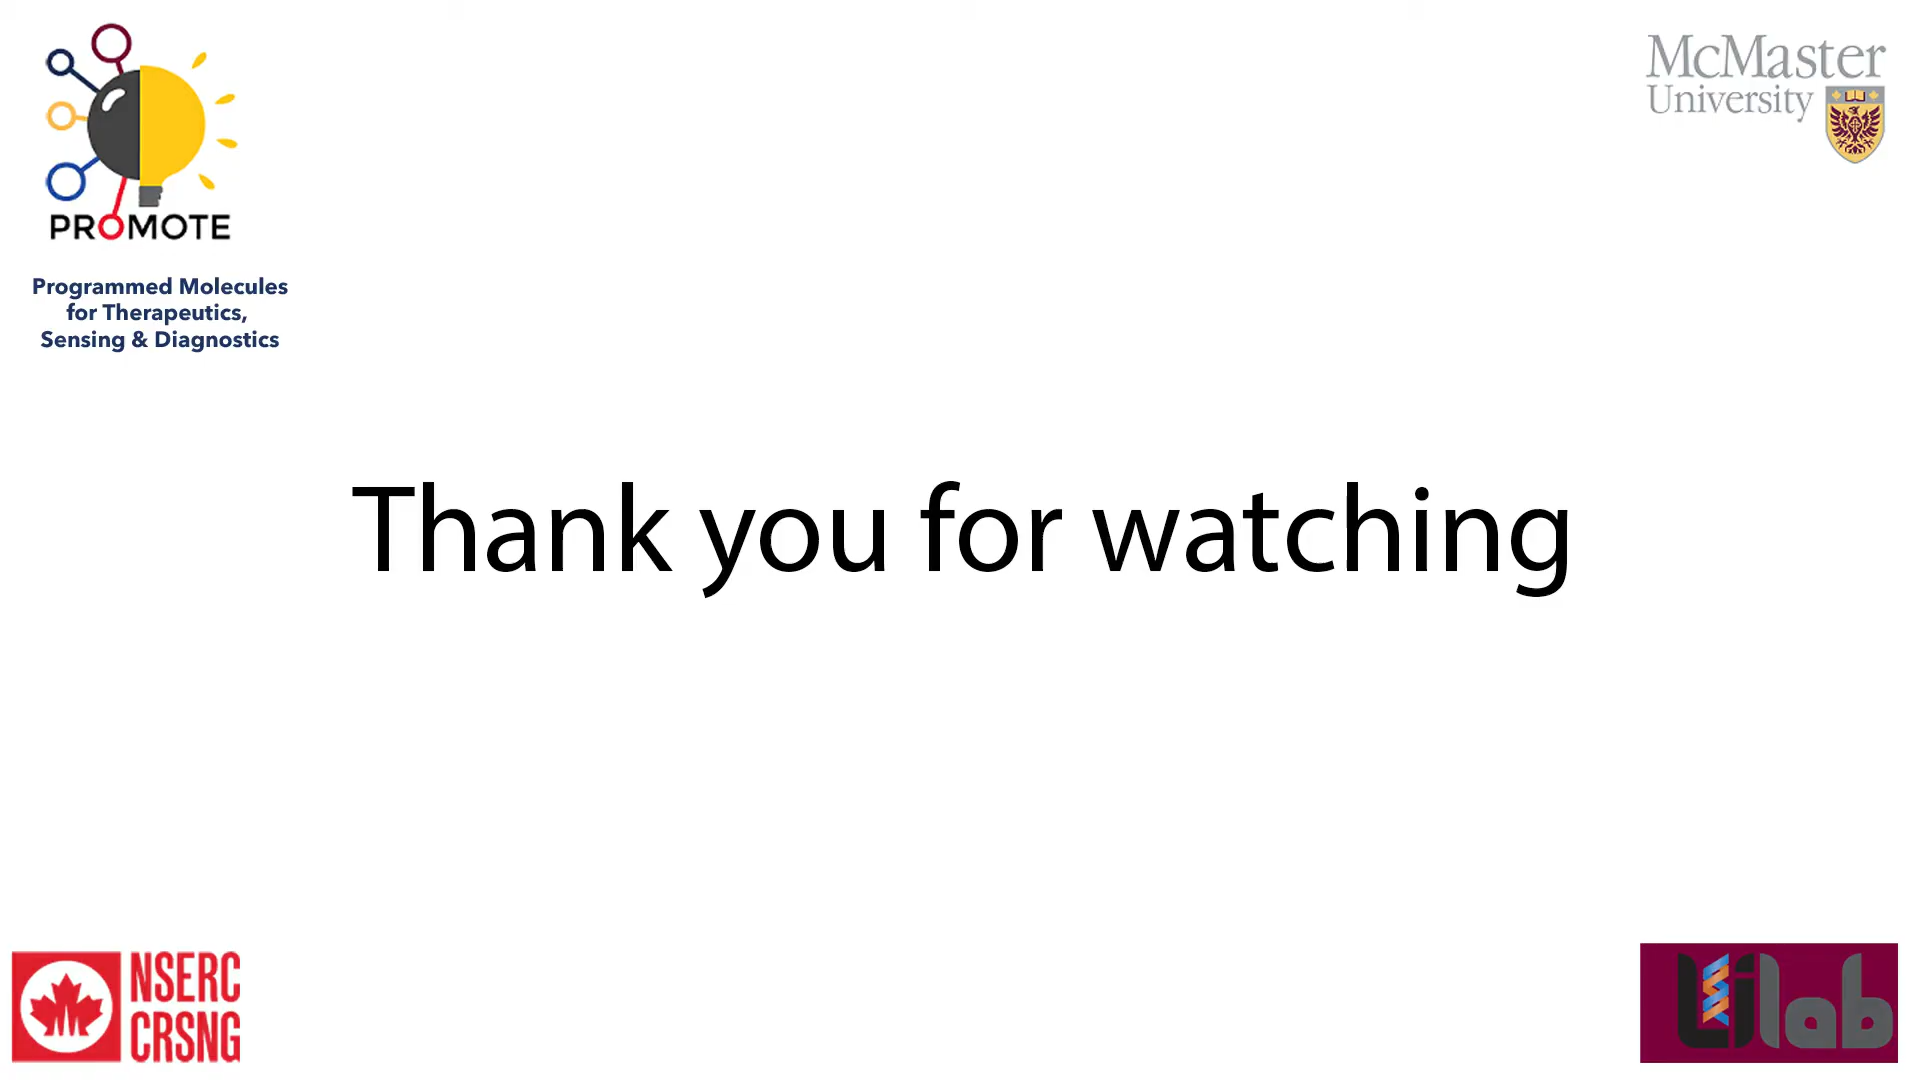 McMaster
University
PROMOTE
Programmed Molecules
for Therapeutics,
Sensing & Diagnostics
Thank you for watching
NSERC
CRSNG
Lilab